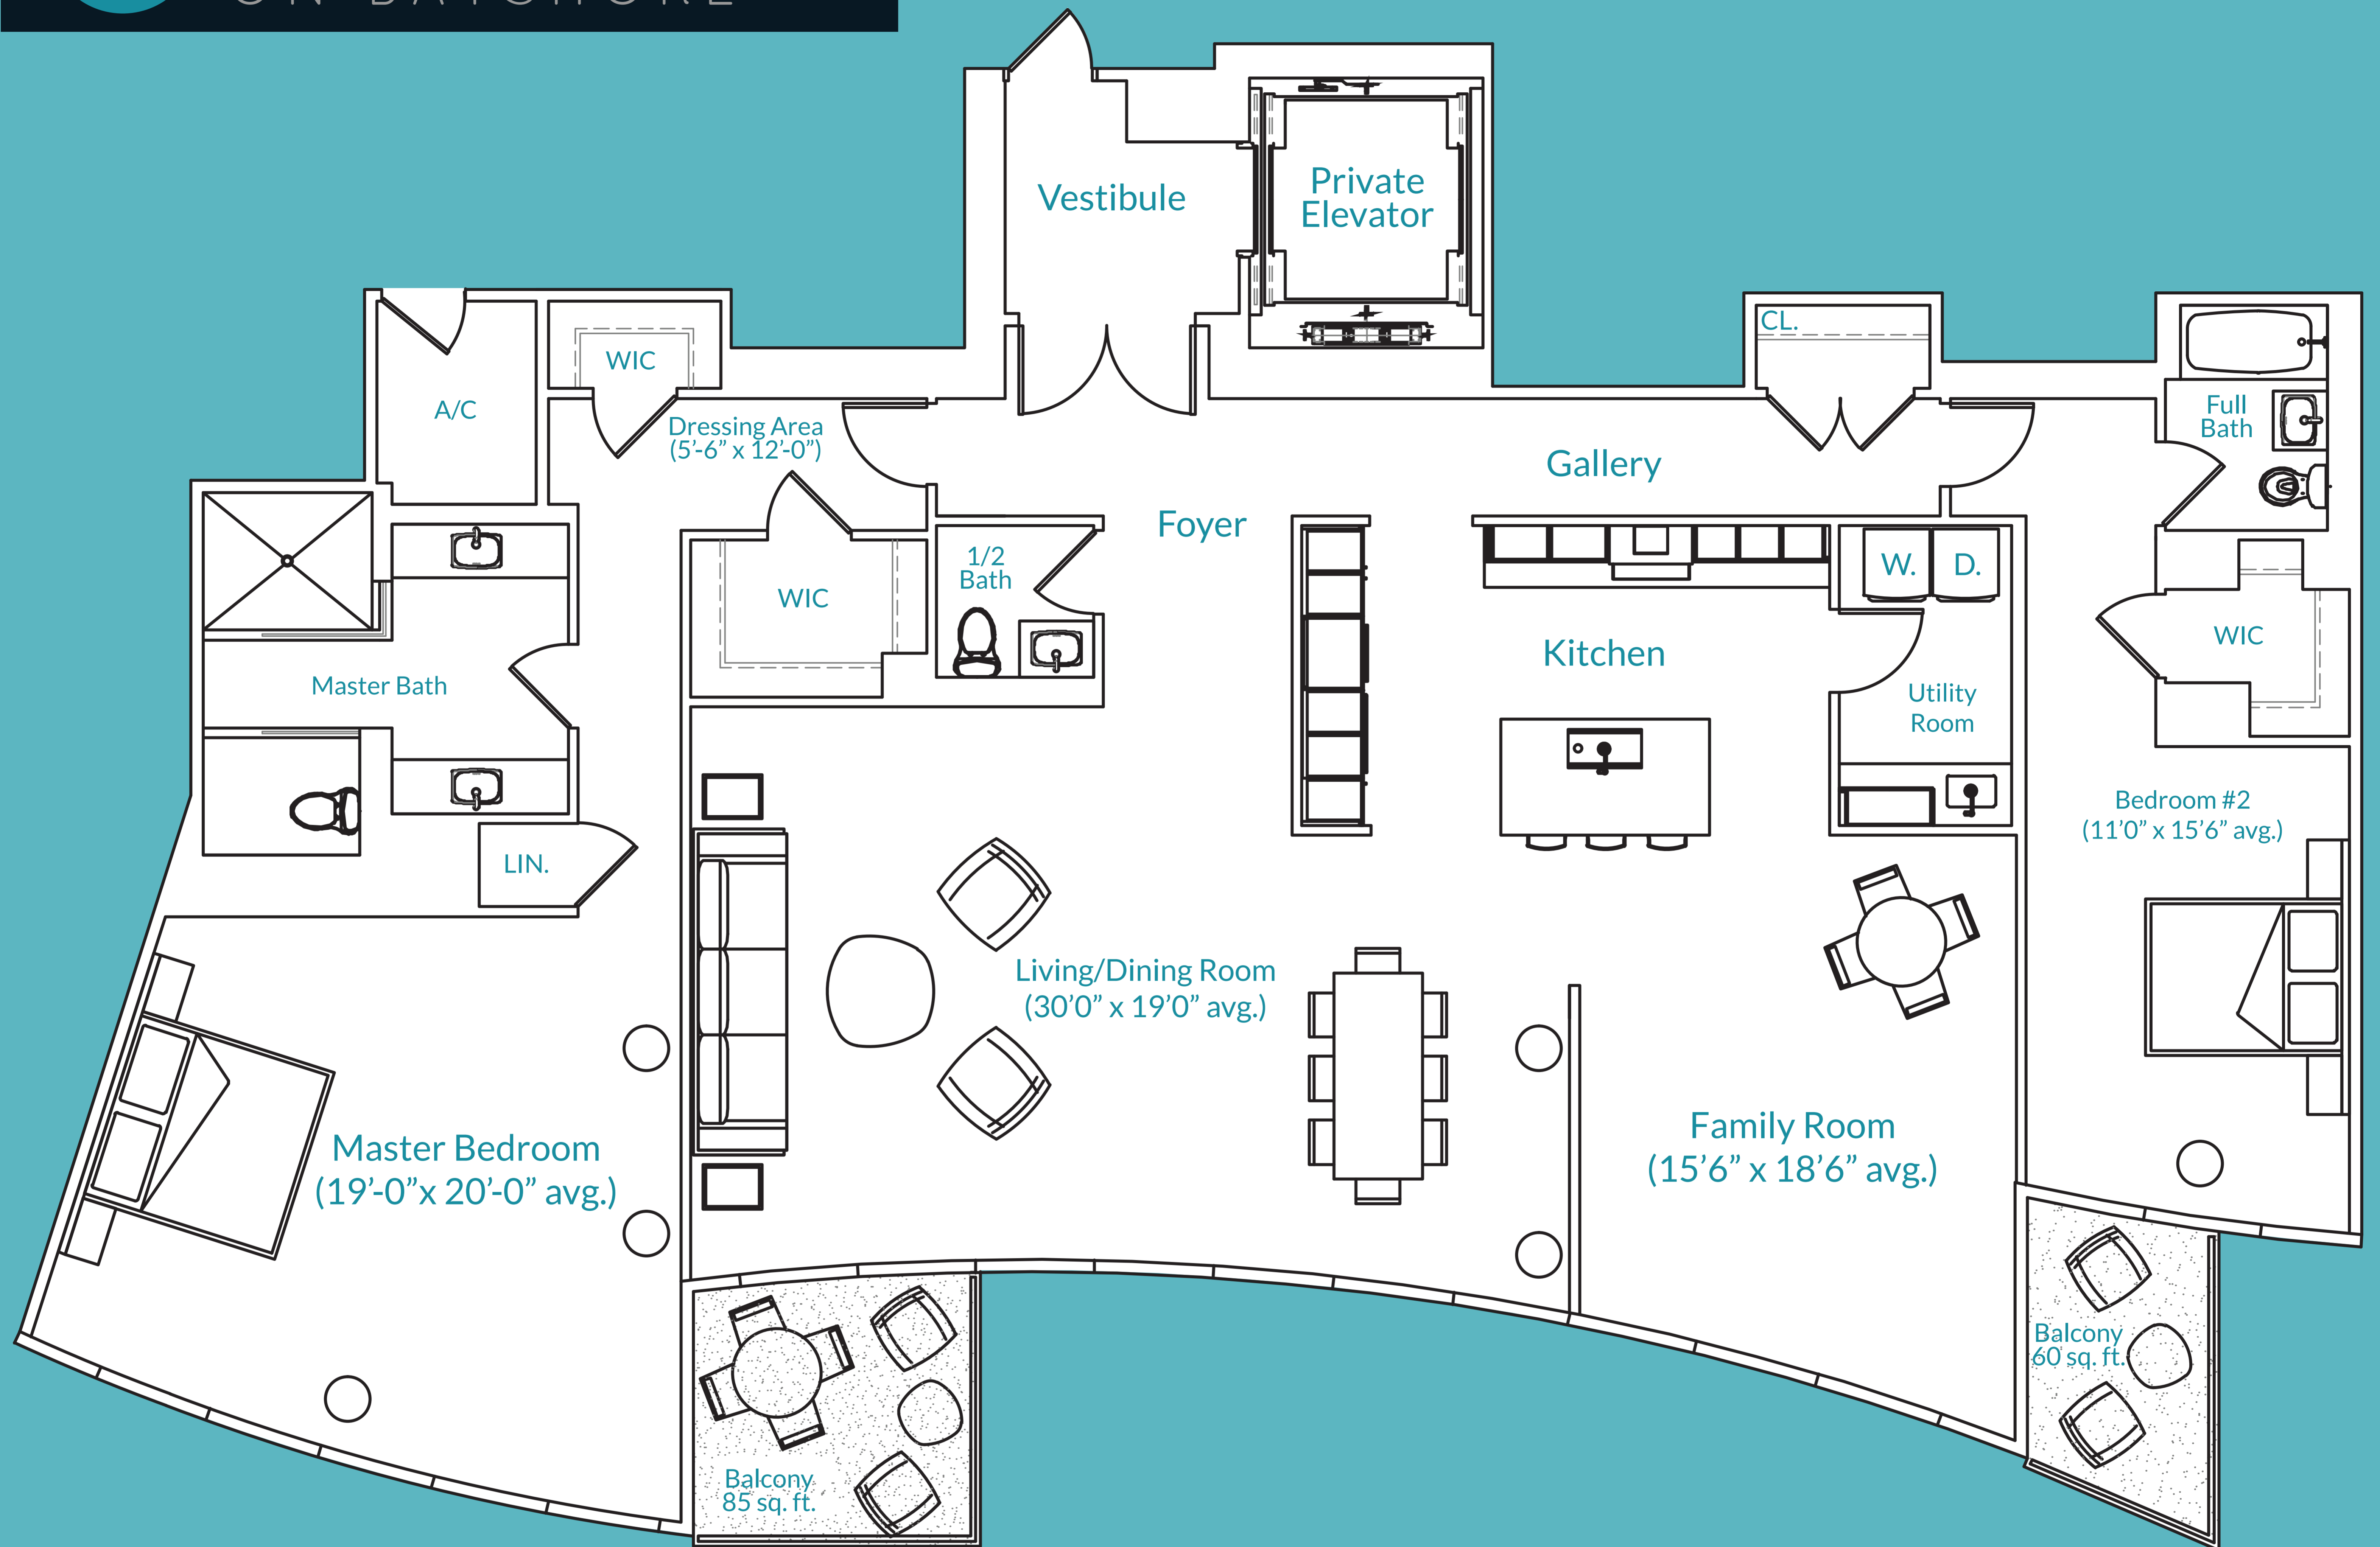 ON BAYSHORE
Vestibule
Private
Elevator
CL.
WIC
A/C
Dressing Area
(5’-6” x 12’-0”)
Full
Bath
Gallery
Foyer
1/2
Bath
WIC
W.
D.
Kitchen
WIC
Master Bath
Utility
Room
LIN.
Bedroom #2
(11’0” x 15’6” avg.)
Living/Dining Room
(30’0” x 19’0” avg.)
Master Bedroom
(19’-0”x 20’-0” avg.)
Family Room
(15’6” x 18’6” avg.)
Balcony
60 sq. ft.
Balcony
85 sq. ft.